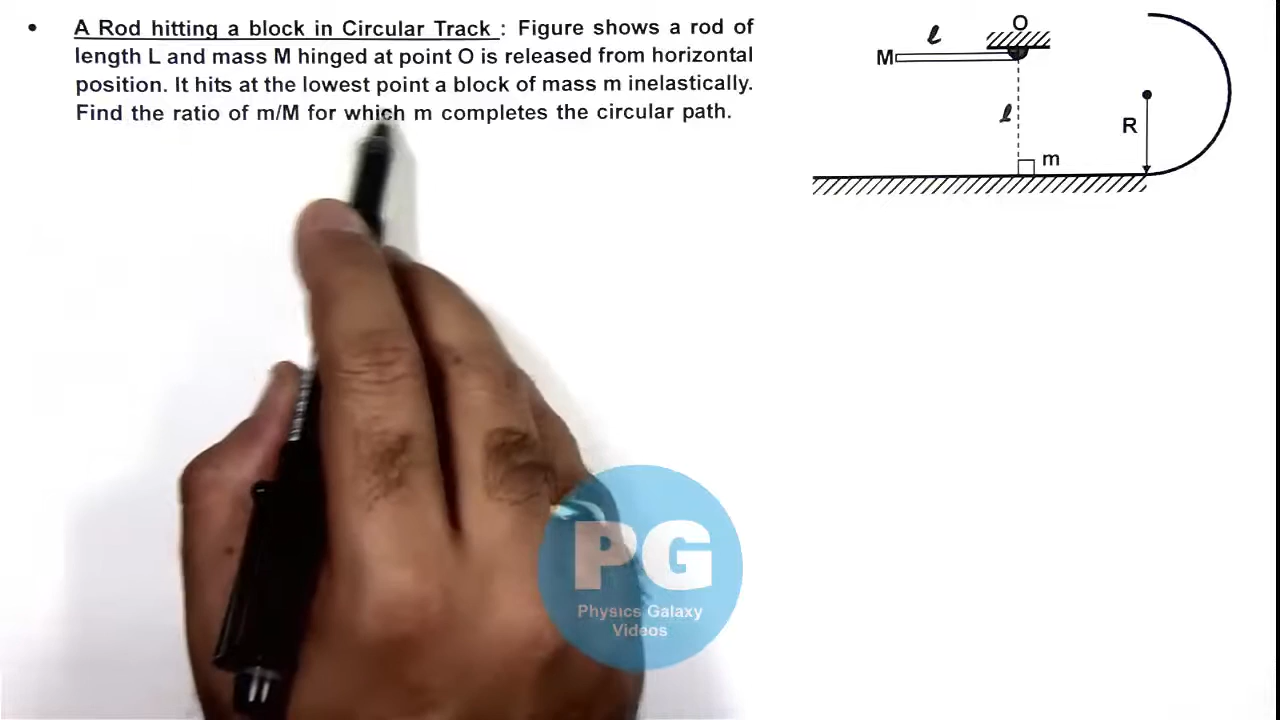 • A Rod hitting a block in Circular Track : Figure shows a rod of
length L and mass M hinged at point O is released from horizontal
position. It hits at the lowest point a block of mass m inelastically.
Find the ratio of m/M for which m completes the circular path.
O
l
M
l
m
R
PG
Physics Galaxy
Videos